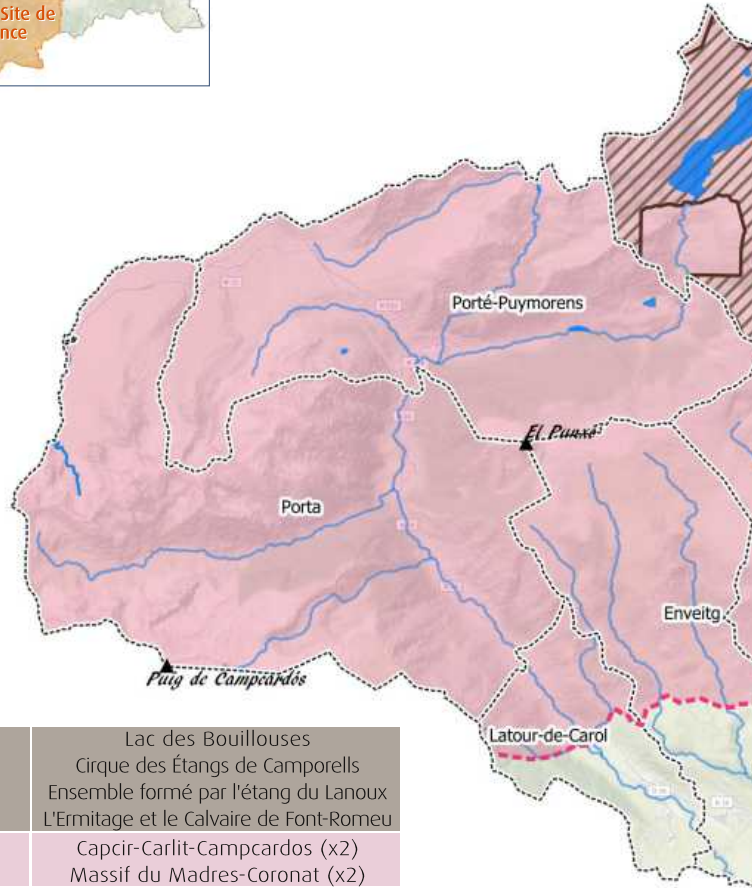 Site de
nce
Porté-Puymorens
El Punxé
Porta
Enveitg
Puig de Campcardós
Latour-de-Carol
Lac des Bouillouses
Cirque des Étangs de Camporells
Ensemble formé par l'étang du Lanoux
L'Ermitage et le Calvaire de Font-Romeu
Capcir-Carlit-Campcardos (x2)
Massif du Madres-Coronat (x2)